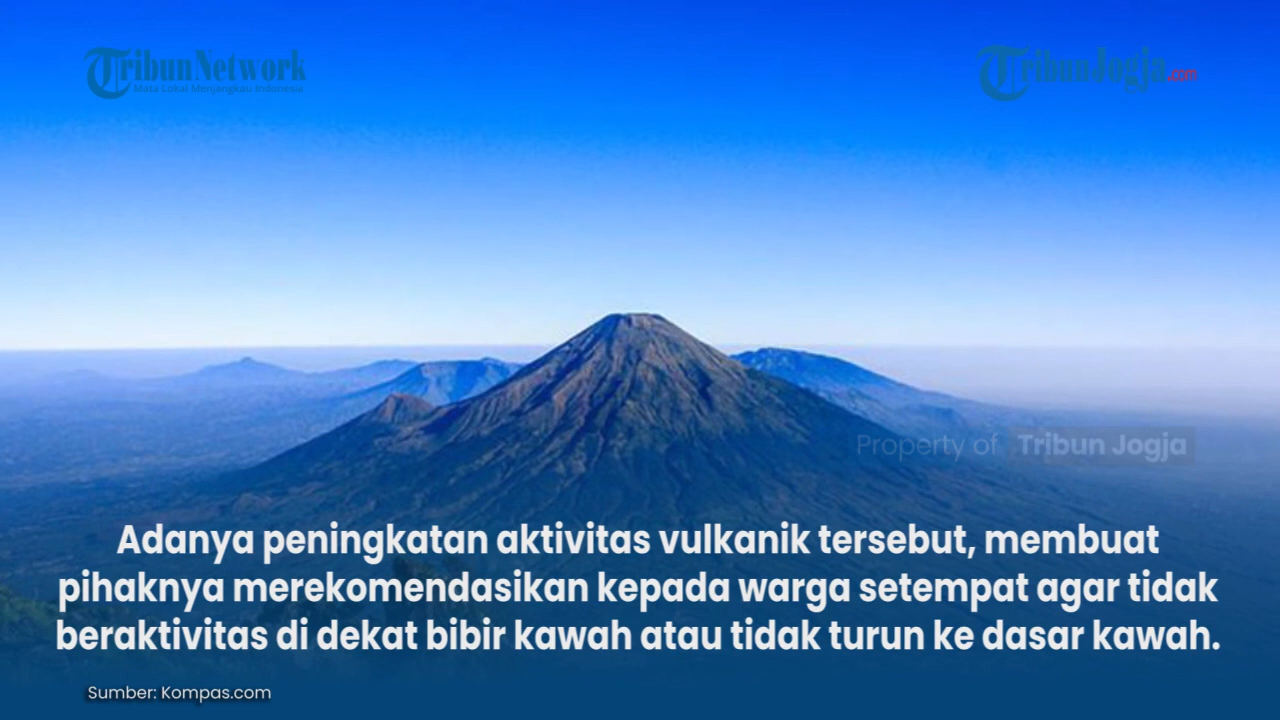 TribunNetwork
Mata Lokal Menjangkau Indonesia
TribunJogja.com
Property of Tribun Jogja
Adanya peningkatan aktivitas vulkanik tersebut, membuat
pihaknya merekomendasikan kepada warga setempat agar tidak
beraktivitas di dekat bibir kawah atau tidak turun ke dasar kawah.
Sumber: Kompas.com